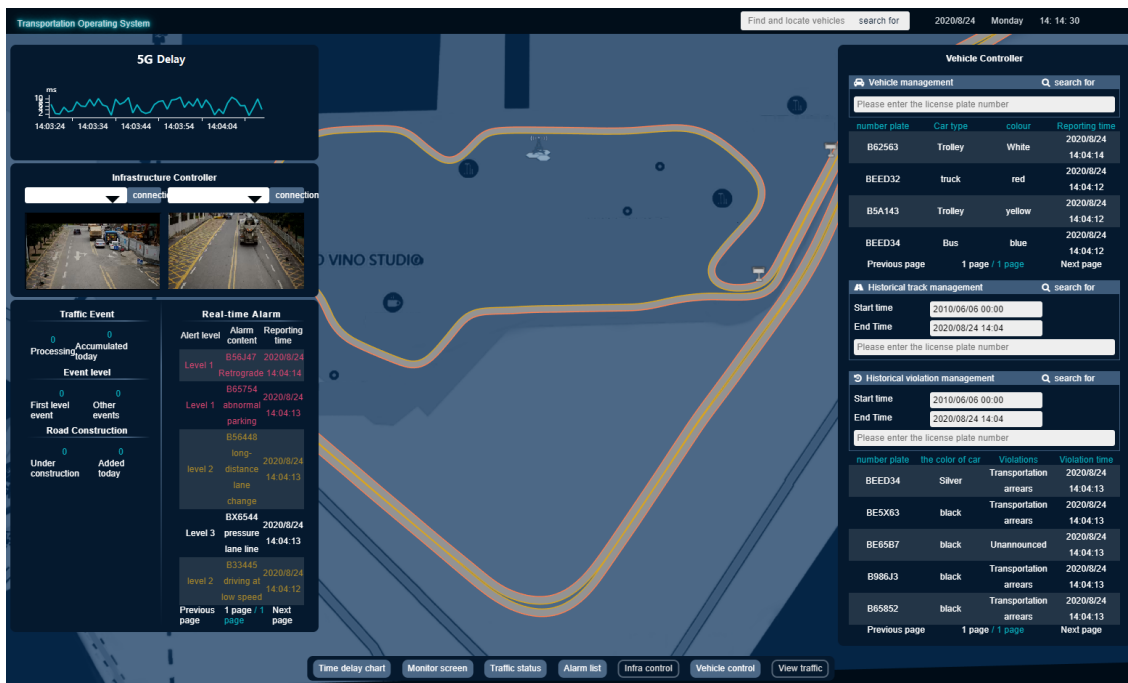 Transportation Operating System
Find and locate vehicles search for 2020/8/24 Monday 14: 14: 30
5G Delay
ms
10
2
14:03:24 14:03:34 14:03:44 14:03:54 14:04:04
Infrastructure Controller
connection
connection
VINO STUDIO
Traffic Event
0 0
Processing Accumulated today
Event level
0 0
First level event Other events
Road Construction
0 0
Under construction Added today
Real-time Alarm
Alert level Alarm content Reporting time
Level 1 B56J47 Retrograde 2020/8/24 14:04:14
Level 1 B65754 abnormal parking 2020/8/24 14:04:13
level 2 B56448 long-distance lane change 2020/8/24 14:04:13
Level 3 BX6544 pressure lane line 2020/8/24 14:04:13
level 2 B33445 driving at low speed 2020/8/24 14:04:12
Previous page 1 page / 1 page Next page
Vehicle Controller
Vehicle management search for
Please enter the license plate number
number plate Car type colour Reporting time
B62563 Trolley White 2020/8/24 14:04:14
BEED32 truck red 2020/8/24 14:04:12
B5A143 Trolley yellow 2020/8/24 14:04:12
BEED34 Bus blue 2020/8/24 14:04:12
Previous page 1 page / 1 page Next page
Historical track management search for
Start time 2010/06/06 00:00
End Time 2020/08/24 14:04
Please enter the license plate number
Historical violation management search for
Start time 2010/06/06 00:00
End Time 2020/08/24 14:04
Please enter the license plate number
number plate the color of car Violations Violation time
BEED34 Silver Transportation arrears 2020/8/24 14:04:13
BE5X63 black Transportation arrears 2020/8/24 14:04:13
BE65B7 black Unannounced 2020/8/24 14:04:13
B986J3 black Transportation arrears 2020/8/24 14:04:13
B65852 black Transportation arrears 2020/8/24 14:04:13
Previous page 1 page / 1 page Next page
Time delay chart Monitor screen Traffic status Alarm list Infra control Vehicle control View traffic